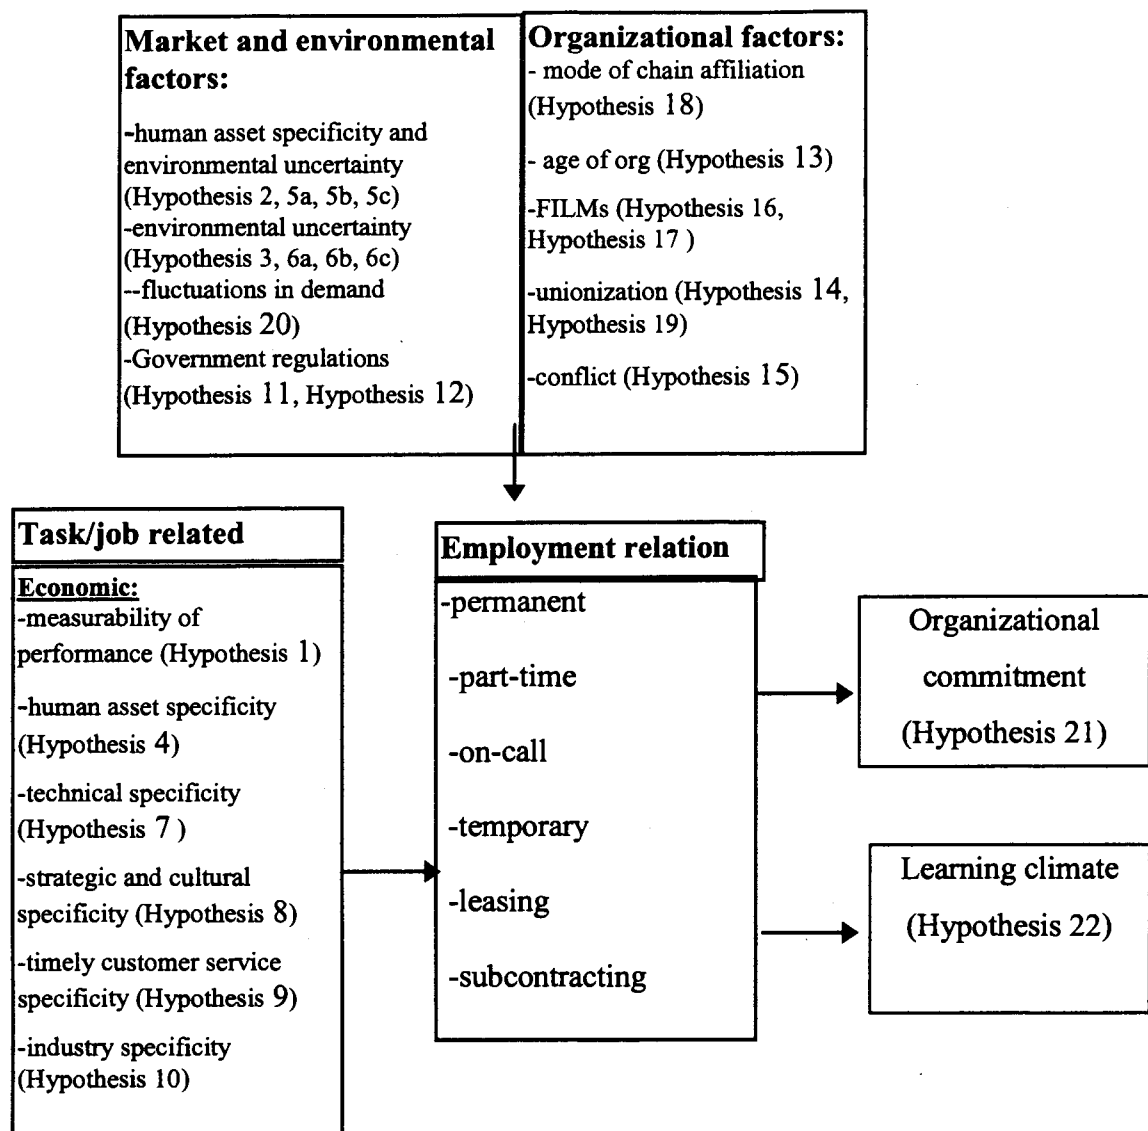 Market and environmental
factors:
-human asset specificity and
environmental uncertainty
(Hypothesis 2, 5a, 5b, 5c)
-environmental uncertainty
(Hypothesis 3, 6a, 6b, 6c)
--fluctuations in demand
(Hypothesis 20)
-Government regulations
(Hypothesis 11, Hypothesis 12)
Organizational factors:
- mode of chain affiliation
(Hypothesis 18)
- age of org (Hypothesis 13)
-FILMs (Hypothesis 16,
Hypothesis 17 )
-unionization (Hypothesis 14,
Hypothesis 19)
-conflict (Hypothesis 15)
Task/job related
Economic:
-measurability of
performance (Hypothesis 1)
-human asset specificity
(Hypothesis 4)
-technical specificity
(Hypothesis 7 )
-strategic and cultural
specificity (Hypothesis 8)
-timely customer service
specificity (Hypothesis 9)
-industry specificity
(Hypothesis 10)
Employment relation
-permanent
-part-time
-on-call
-temporary
-leasing
-subcontracting
Organizational
commitment
(Hypothesis 21)
Learning climate
(Hypothesis 22)